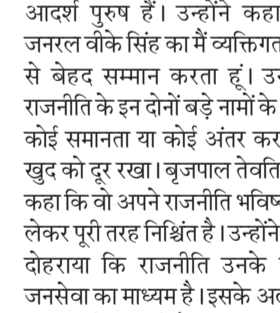 आदर्श पुरुष हैं। उन्होंने कहा
जनरल वीके सिंह का मैं व्यक्तिगत
से बेहद सम्मान करता हूं। उ
राजनीति के इन दोनों बड़े नामों के
कोई समानता या कोई अंतर कर
खुद को दूर रखा। बृजपाल तेवति
कहा कि वो अपने राजनीति भविष्
लेकर पूरी तरह निश्चिंत है। उन्होंने
दोहराया कि राजनीति उनके
जनसेवा का माध्यम है। इसके अ